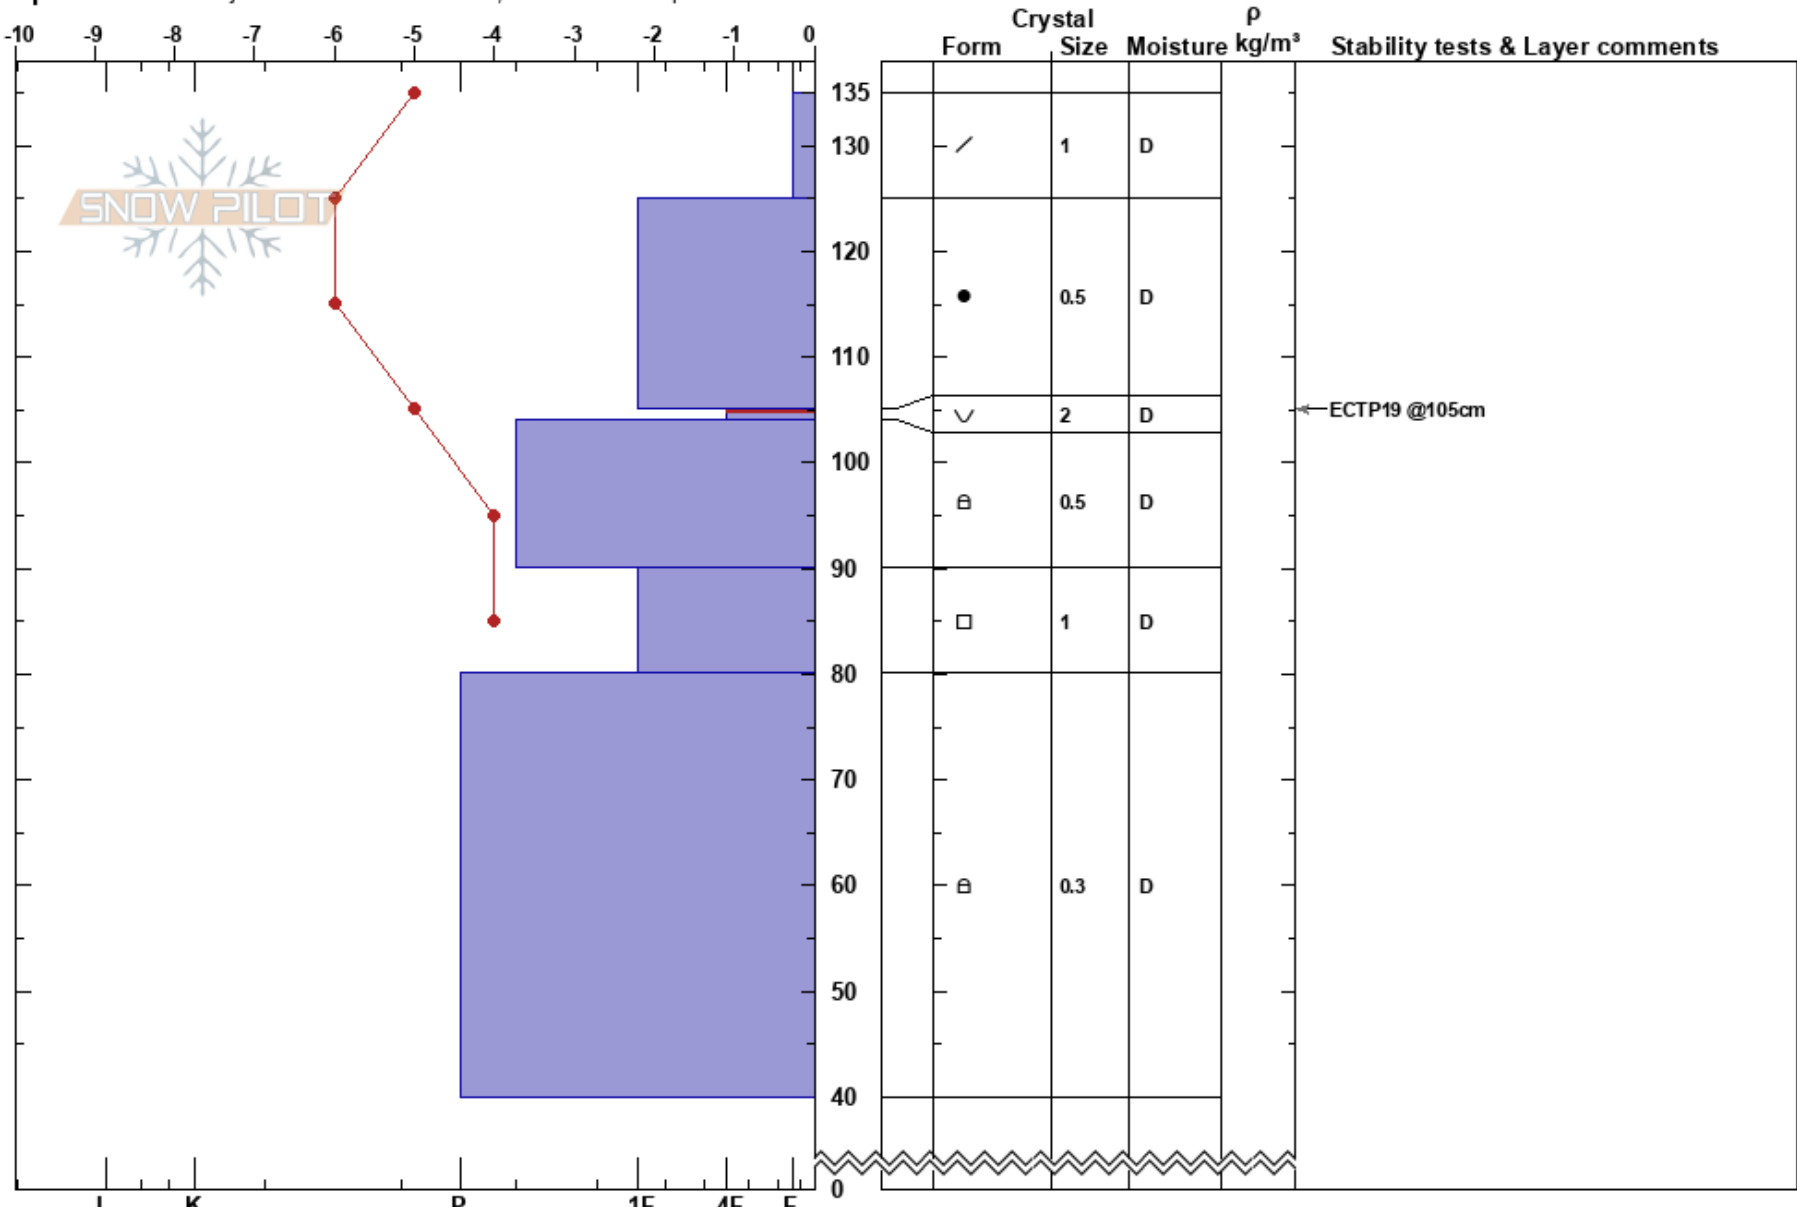 Crystal
ρ
-10 -9 -8 -7 -6 -5 -4 -3 -2 -1 0
Form Size Moisture kg/m³ Stability tests & Layer comments
135
130 1 D
SNOW PILOT
120
0.5 D
110
2 D ECTP19 @105cm
100
0.5 D
90
1 D
80
70
60 0.3 D
50
40
0
I K P 1F 4F F